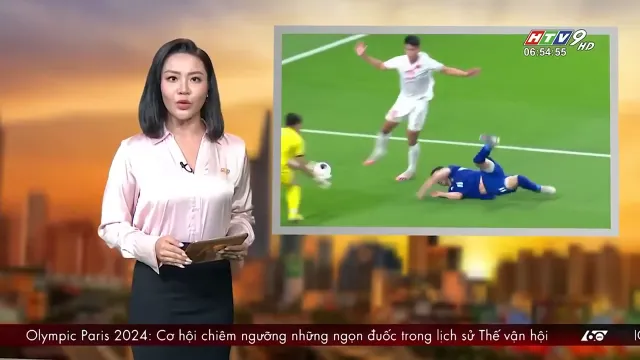 HTV9 HD
06:54:55
Olympic Paris 2024: Cơ hội chiêm ngưỡng những ngọn đuốc trong lịch sử Thế vận hội